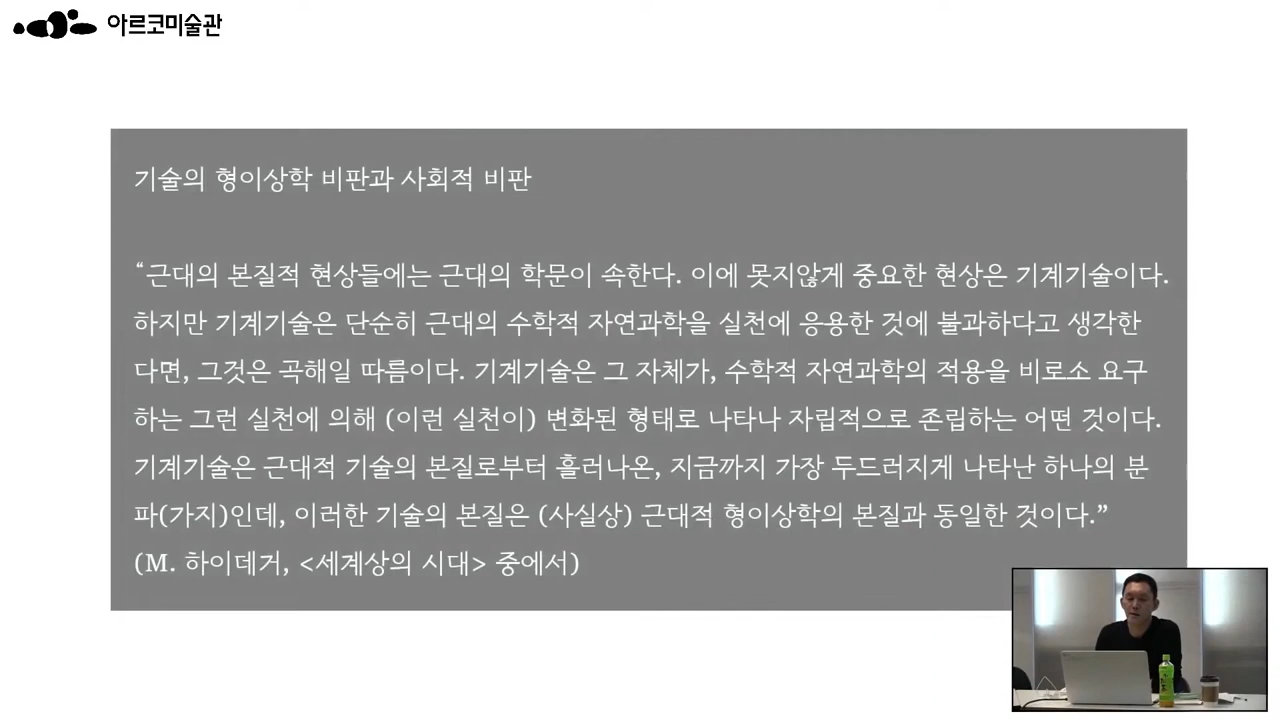 아르코미술관
기술의 형이상학 비판과 사회적 비판
“근대의 본질적 현상들에는 근대의 학문이 속한다. 이에 못지않게 중요한 현상은 기계기술이다.
하지만 기계기술은 단순히 근대의 수학적 자연과학을 실천에 응용한 것에 불과하다고 생각한
다면, 그것은 곡해일 따름이다. 기계기술은 그 자체가, 수학적 자연과학의 적용을 비로소 요구
하는 그런 실천에 의해 (이런 실천이) 변화된 형태로 나타나 자립적으로 존립하는 어떤 것이다.
기계기술은 근대적 기술의 본질로부터 흘러나온, 지금까지 가장 두드러지게 나타난 하나의 분
파(가지)인데, 이러한 기술의 본질은 (사실상) 근대적 형이상학의 본질과 동일한 것이다.”
(M. 하이데거, <세계상의 시대> 중에서)